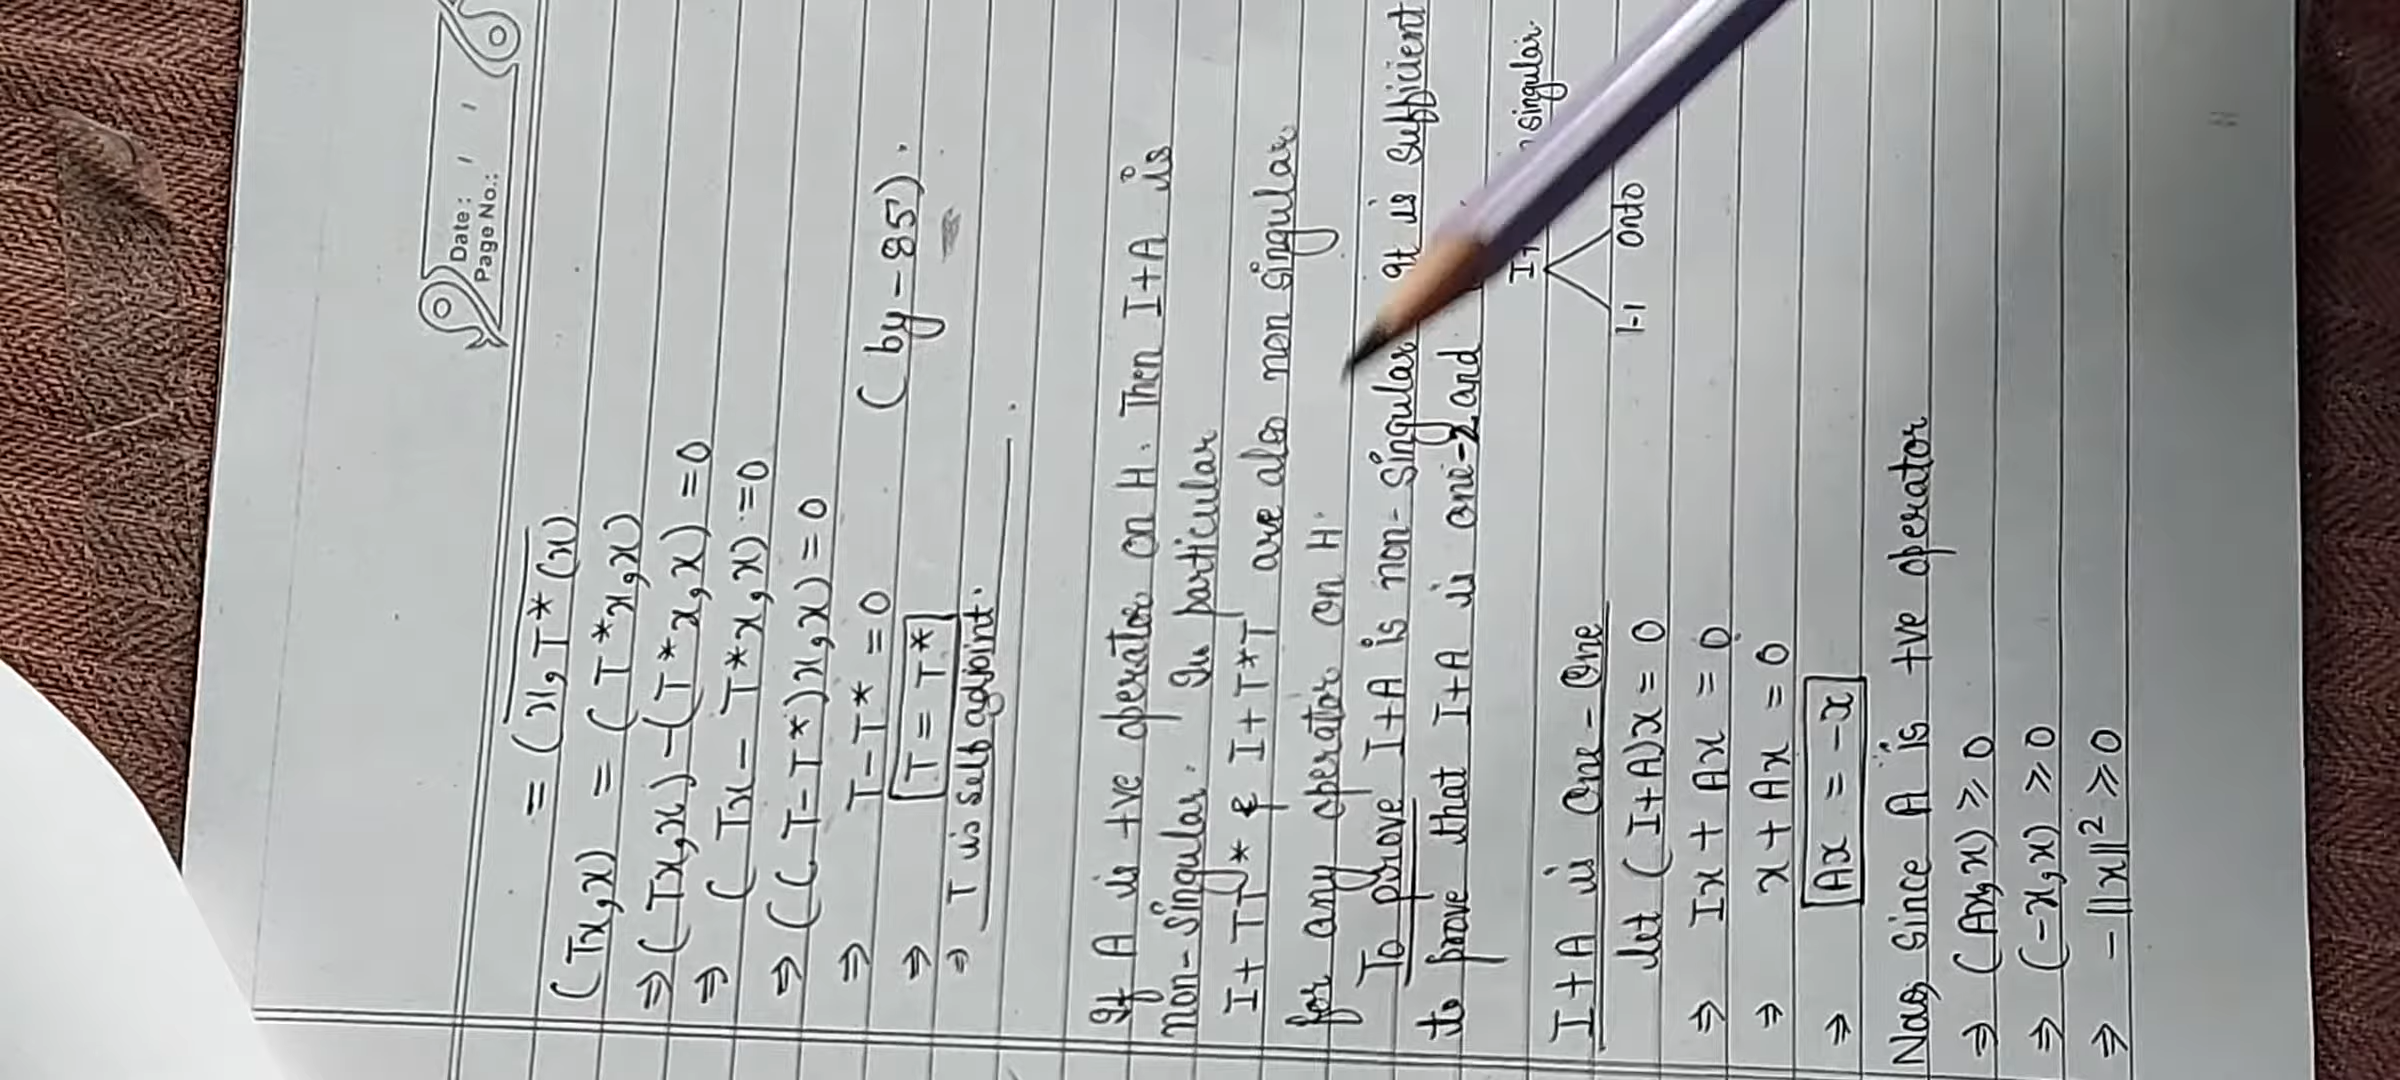 Date : / /
Page No.:
= (x, T*(x)
(Tx,x) = (T*x,x)
⇒ (Tx,x) - (T*x,x) = 0
⇒ (Tx - T*x, x) = 0
⇒ ((T-T*)x,x) = 0
⇒ T-T* = 0 (by - 85).
⇒ T = T*
⇒ T is self adjoint.
If A is +ve operator on H. Then I+A is
non-singular. In particular
I+TT* & I+T*T are also non singular
for any operator on H.
To prove I+A is non-singular It is sufficient
to prove that I+A is one-1 and
I+ singular.
1-1 onto
I+A is One-One
let (I+A)x = 0
⇒ Ix + Ax = 0
⇒ x + Ax = 0
⇒ Ax = -x
Now, since A is +ve operator
⇒ (Ax,x) ≥ 0
⇒ (-x,x) ≥ 0
⇒ -||x||² ≥ 0